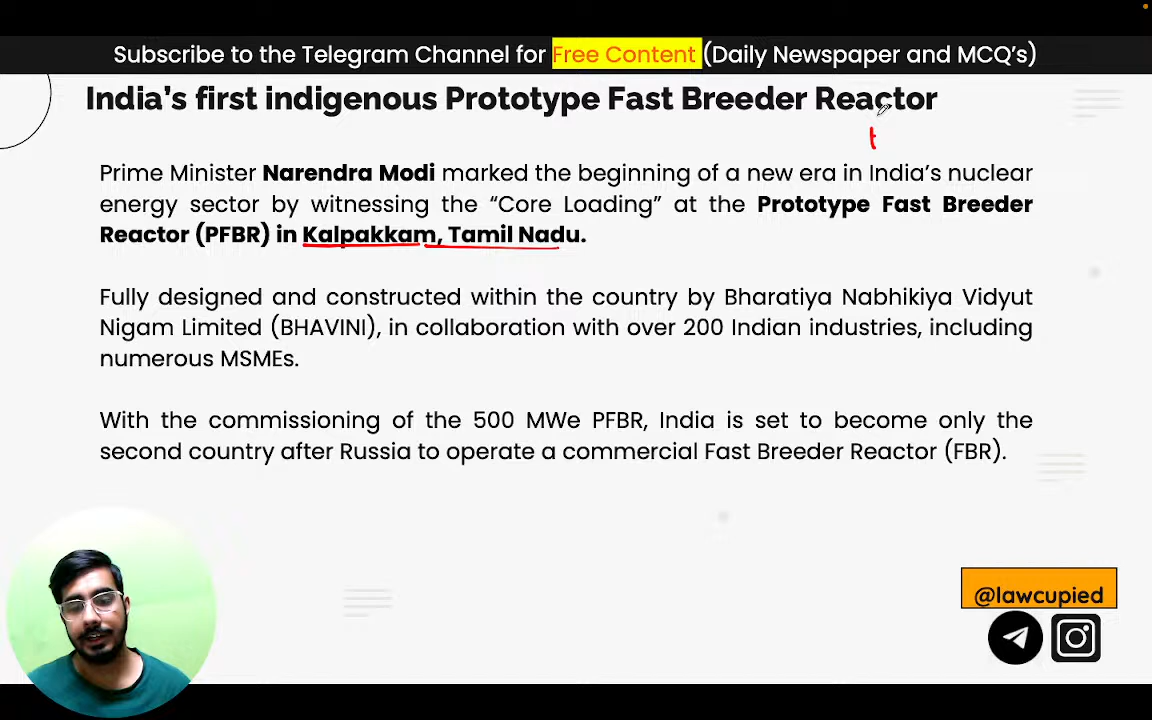 Subscribe to the Telegram Channel for Free Content (Daily Newspaper and MCQ's)
India's first indigenous Prototype Fast Breeder Reactor
t
Prime Minister Narendra Modi marked the beginning of a new era in India's nuclear
energy sector by witnessing the “Core Loading” at the Prototype Fast Breeder
Reactor (PFBR) in Kalpakkam, Tamil Nadu.
Fully designed and constructed within the country by Bharatiya Nabhikiya Vidyut
Nigam Limited (BHAVINI), in collaboration with over 200 Indian industries, including
numerous MSMEs.
With the commissioning of the 500 MWe PFBR, India is set to become only the
second country after Russia to operate a commercial Fast Breeder Reactor (FBR).
@lawcupied